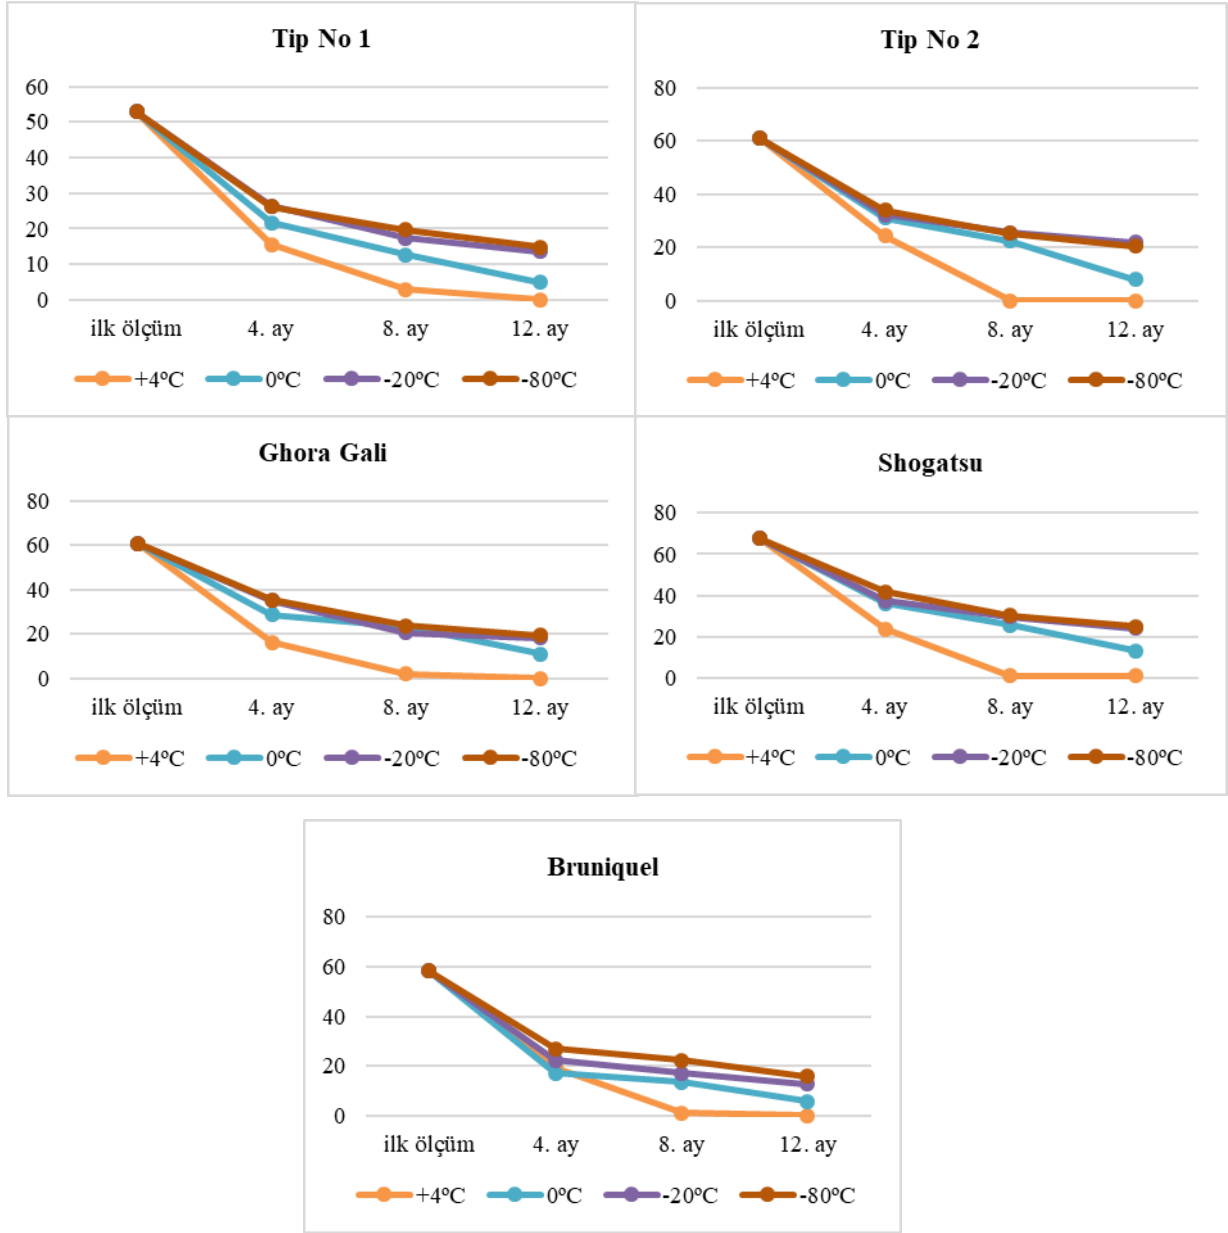 Tip No 1
60
50
40
30
20
10
0
ilk ölçüm 4. ay 8. ay 12. ay
+4ºC 0ºC -20ºC -80ºC
Tip No 2
80
60
40
20
0
ilk ölçüm 4. ay 8. ay 12. ay
+4ºC 0ºC -20ºC -80ºC
Ghora Gali
80
60
40
20
0
ilk ölçüm 4. ay 8. ay 12. ay
+4ºC 0ºC -20ºC -80ºC
Shogatsu
80
60
40
20
0
ilk ölçüm 4. ay 8. ay 12. ay
+4ºC 0ºC -20ºC -80ºC
Bruniquel
80
60
40
20
0
ilk ölçüm 4. ay 8. ay 12. ay
+4ºC 0ºC -20ºC -80ºC